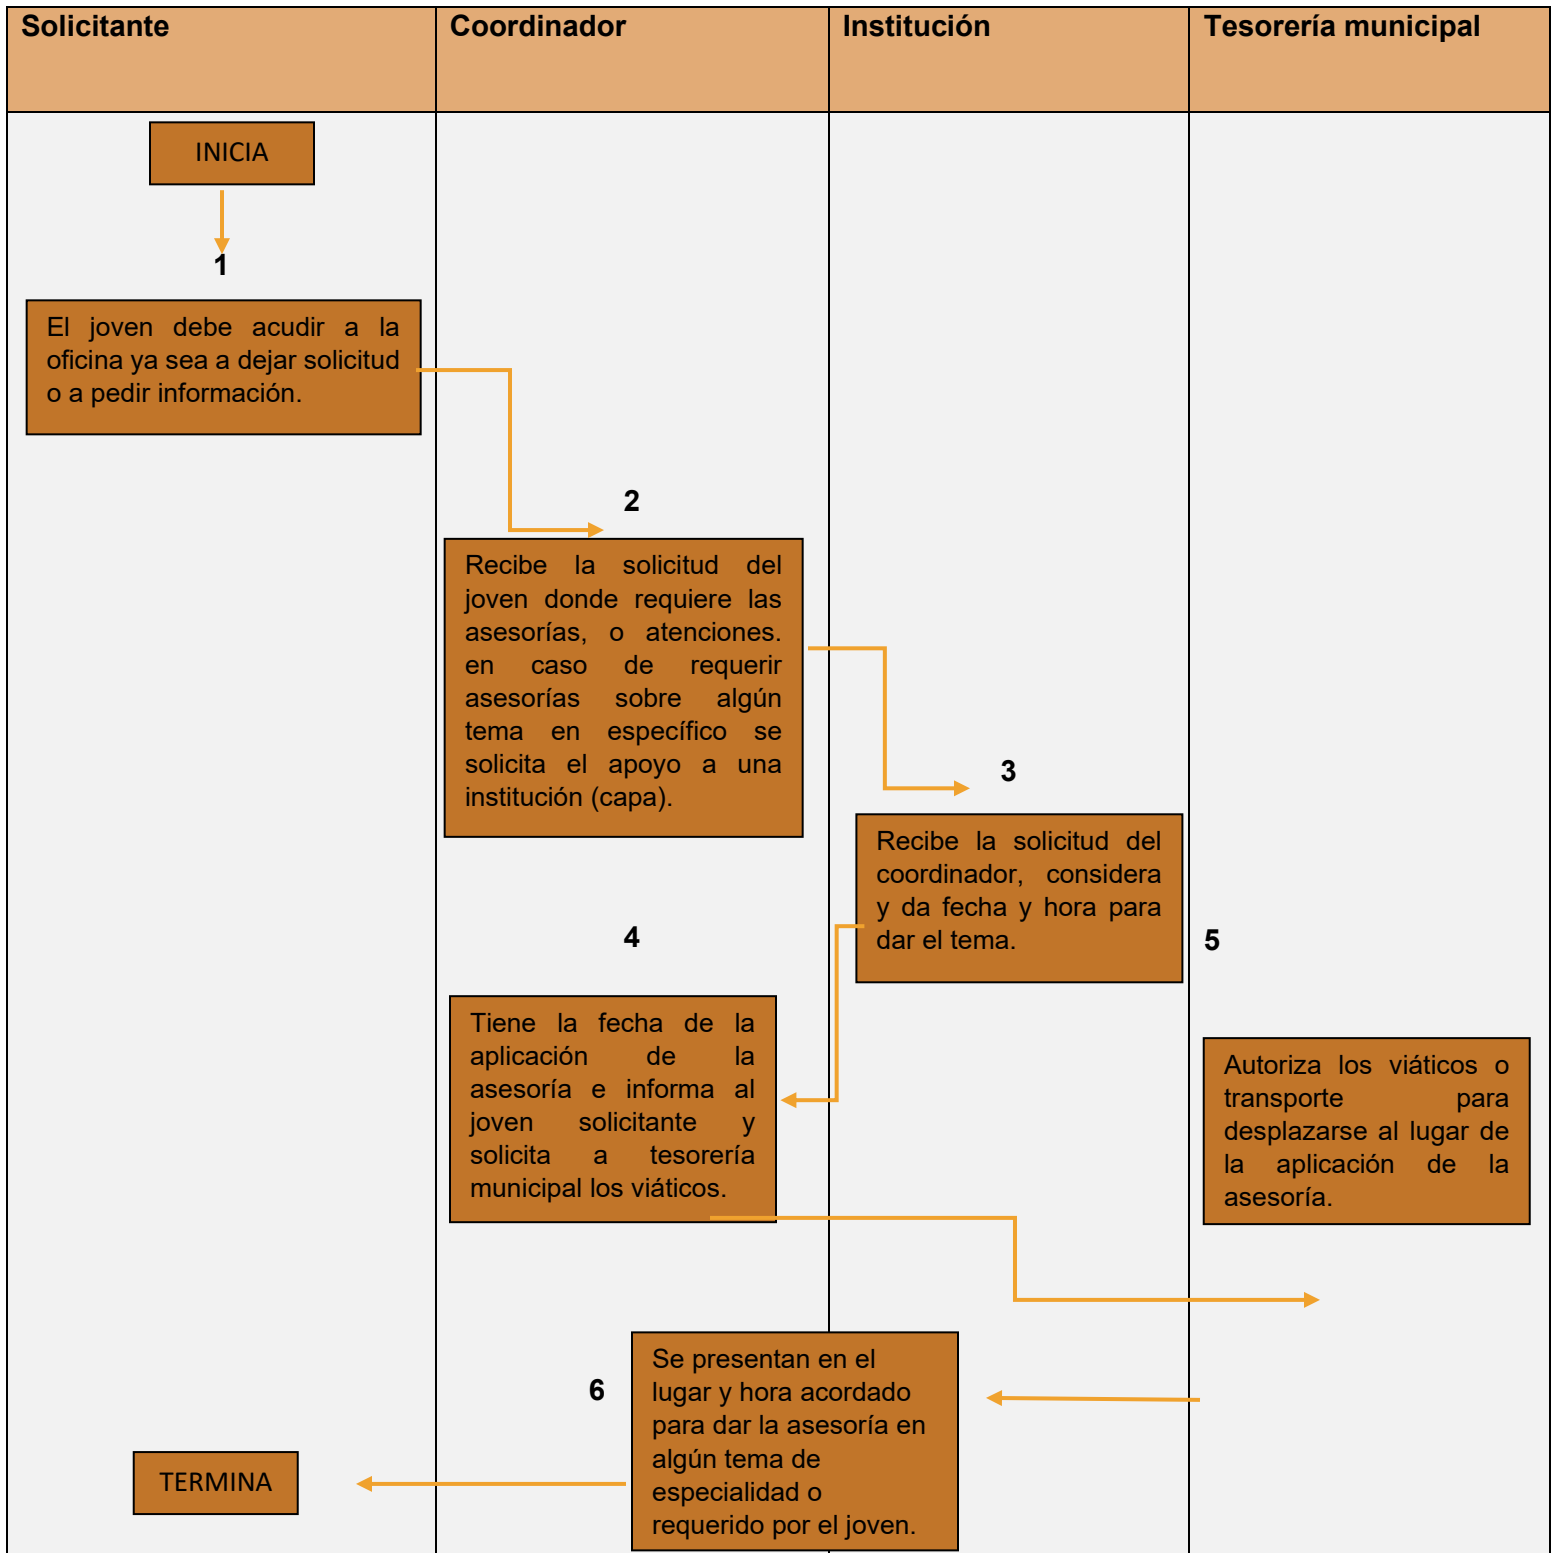 Solicitante
Coordinador
Institución
Tesorería municipal
INICIA
1
El joven debe acudir a la
oficina ya sea a dejar solicitud
o a pedir información.
2
Recibe la solicitud del
joven donde requiere las
asesorías, o atenciones.
en caso de requerir
asesorías sobre algún
tema en específico se
solicita el apoyo a una
institución (capa).
3
Recibe la solicitud del
coordinador, considera
y da fecha y hora para
dar el tema.
4
Tiene la fecha de la
aplicación de la
asesoría e informa al
joven solicitante y
solicita a tesorería
municipal los viáticos.
5
Autoriza los viáticos o
transporte para
desplazarse al lugar de
la aplicación de la
asesoría.
6
Se presentan en el
lugar y hora acordado
para dar la asesoría en
algún tema de
especialidad o
requerido por el joven.
TERMINA